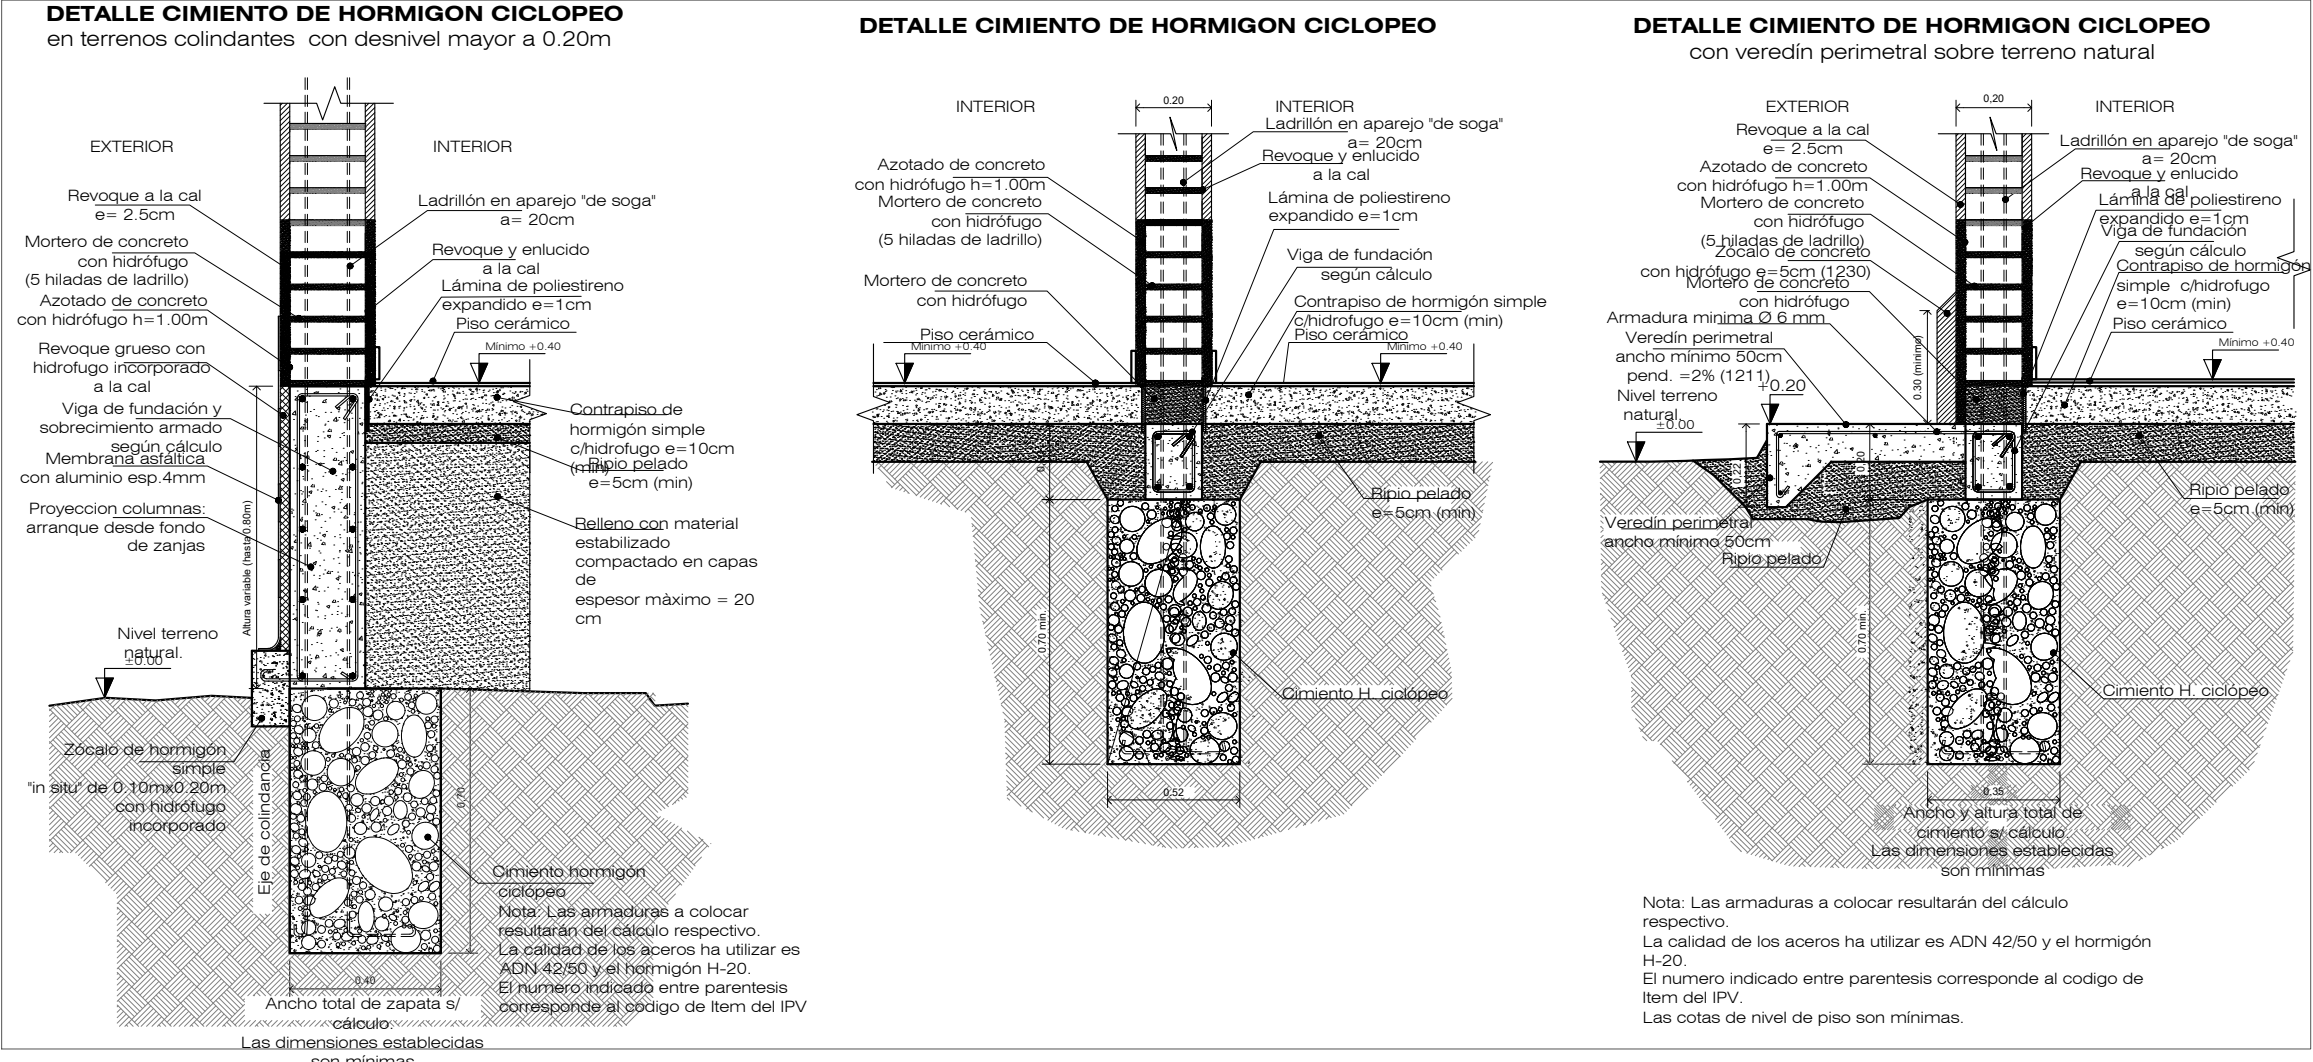 DETALLE CIMIENTO DE HORMIGON CICLOPEO
en terrenos colindantes con desnivel mayor a 0.20m
EXTERIOR
INTERIOR
Revoque a la cal
e= 2.5cm
Mortero de concreto
con hidrófugo
(5 hiladas de ladrillo)
Azotado de concreto
con hidrófugo h=1.00m
Revoque grueso con
hidrofugo incorporado
a la cal
Viga de fundación y
sobrecimiento armado
según cálculo
Membrana asfáltica
con aluminio esp.4mm
Proyeccion columnas:
arranque desde fondo
de zanjas
Altura variable (hasta 0.80m)
Nivel terreno
natural.
±0.00
Zócalo de hormigón
simple
"in situ" de 0.10mx0.20m
con hidrófugo
incorporado
Eje de colindancia
Ladrillón en aparejo "de soga"
a= 20cm
Revoque y enlucido
a la cal
Lámina de poliestireno
expandido e=1cm
Piso cerámico
Mínimo +0.40
Contrapiso de
hormigón simple
c/hidrofugo e=10cm
(min)
Ripio pelado
e=5cm (min)
Relleno con material
estabilizado
compactado en capas
de
espesor màximo = 20
cm
0.70
0.40
Cimiento hormigón
ciclópeo
Nota: Las armaduras a colocar
resultarán del cálculo respectivo.
La calidad de los aceros ha utilizar es
ADN 42/50 y el hormigón H-20.
El numero indicado entre parentesis
corresponde al codigo de Item del IPV
Ancho total de zapata s/
cálculo.
Las dimensiones establecidas
son mínimas
DETALLE CIMIENTO DE HORMIGON CICLOPEO
INTERIOR
0.20
INTERIOR
Azotado de concreto
con hidrófugo h=1.00m
Mortero de concreto
con hidrófugo
(5 hiladas de ladrillo)
Mortero de concreto
con hidrófugo
Piso cerámico
Mínimo +0.40
Ladrillón en aparejo "de soga"
a= 20cm
Revoque y enlucido
a la cal
Lámina de poliestireno
expandido e=1cm
Viga de fundación
según cálculo
Contrapiso de hormigón simple
c/hidrofugo e=10cm (min)
Piso cerámico
Mínimo +0.40
Ripio pelado
e=5cm (min)
0.70 min.
Cimiento H. ciclópeo
0.52
DETALLE CIMIENTO DE HORMIGON CICLOPEO
con veredín perimetral sobre terreno natural
EXTERIOR
0,20
INTERIOR
Revoque a la cal
e= 2.5cm
Azotado de concreto
con hidrófugo h=1.00m
Mortero de concreto
con hidrófugo
(5 hiladas de ladrillo)
Zócalo de concreto
con hidrófugo e=5cm (1230)
Mortero de concreto
con hidrófugo
Armadura minima Ø 6 mm
Veredín perimetral
ancho mínimo 50cm
pend. =2% (1211)
+0.20
Nivel terreno
natural.
±0.00
0.30 (mínimo)
0.22
0.20
Veredín perimetral
ancho mínimo 50cm
Ripio pelado
Ladrillón en aparejo "de soga"
a= 20cm
Revoque y enlucido
a la cal
Lámina de poliestireno
expandido e=1cm
Viga de fundación
según cálculo
Contrapiso de hormigón
simple c/hidrofugo
e=10cm (min)
Piso cerámico
Mínimo +0.40
Ripio pelado
e=5cm (min)
0.70 min.
Cimiento H. ciclópeo
0.35
Ancho y altura total de
cimiento s/ cálculo.
Las dimensiones establecidas
son mínimas
Nota: Las armaduras a colocar resultarán del cálculo
respectivo.
La calidad de los aceros ha utilizar es ADN 42/50 y el hormigón
H-20.
El numero indicado entre parentesis corresponde al codigo de
Item del IPV.
Las cotas de nivel de piso son mínimas.